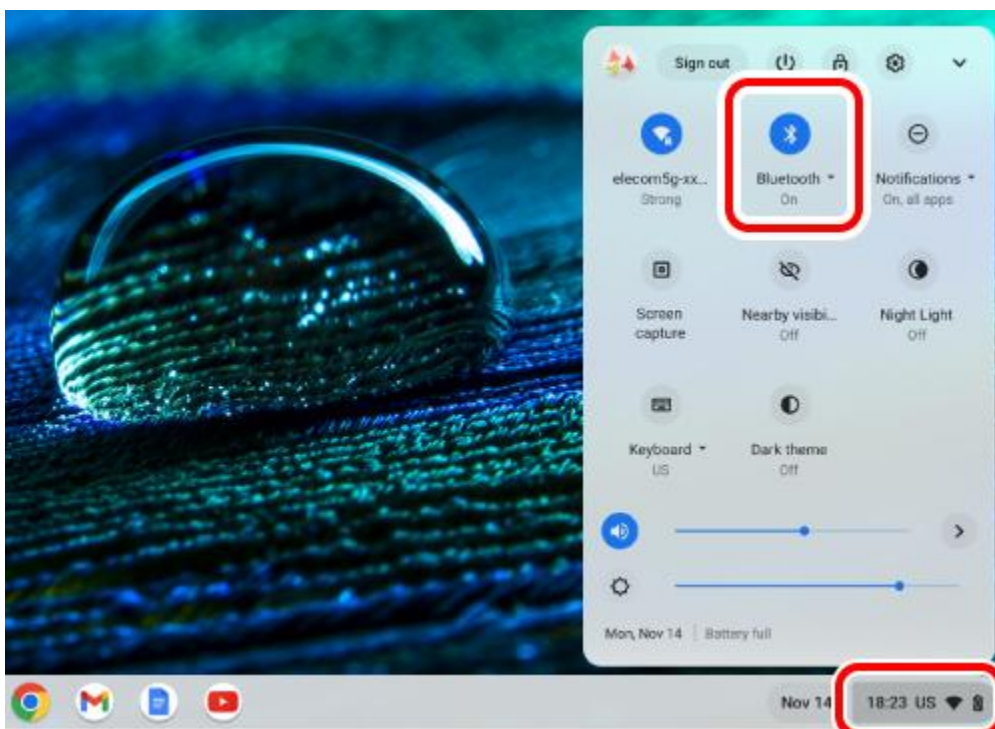 Sign out
elecom5g-xx...
Strong
Bluetooth
On
Notifications
On, all apps
Screen
capture
Nearby visibi...
Off
Night Light
Off
Keyboard
US
Dark theme
Off
Mon, Nov 14
Battery full
Nov 14
18:23 US